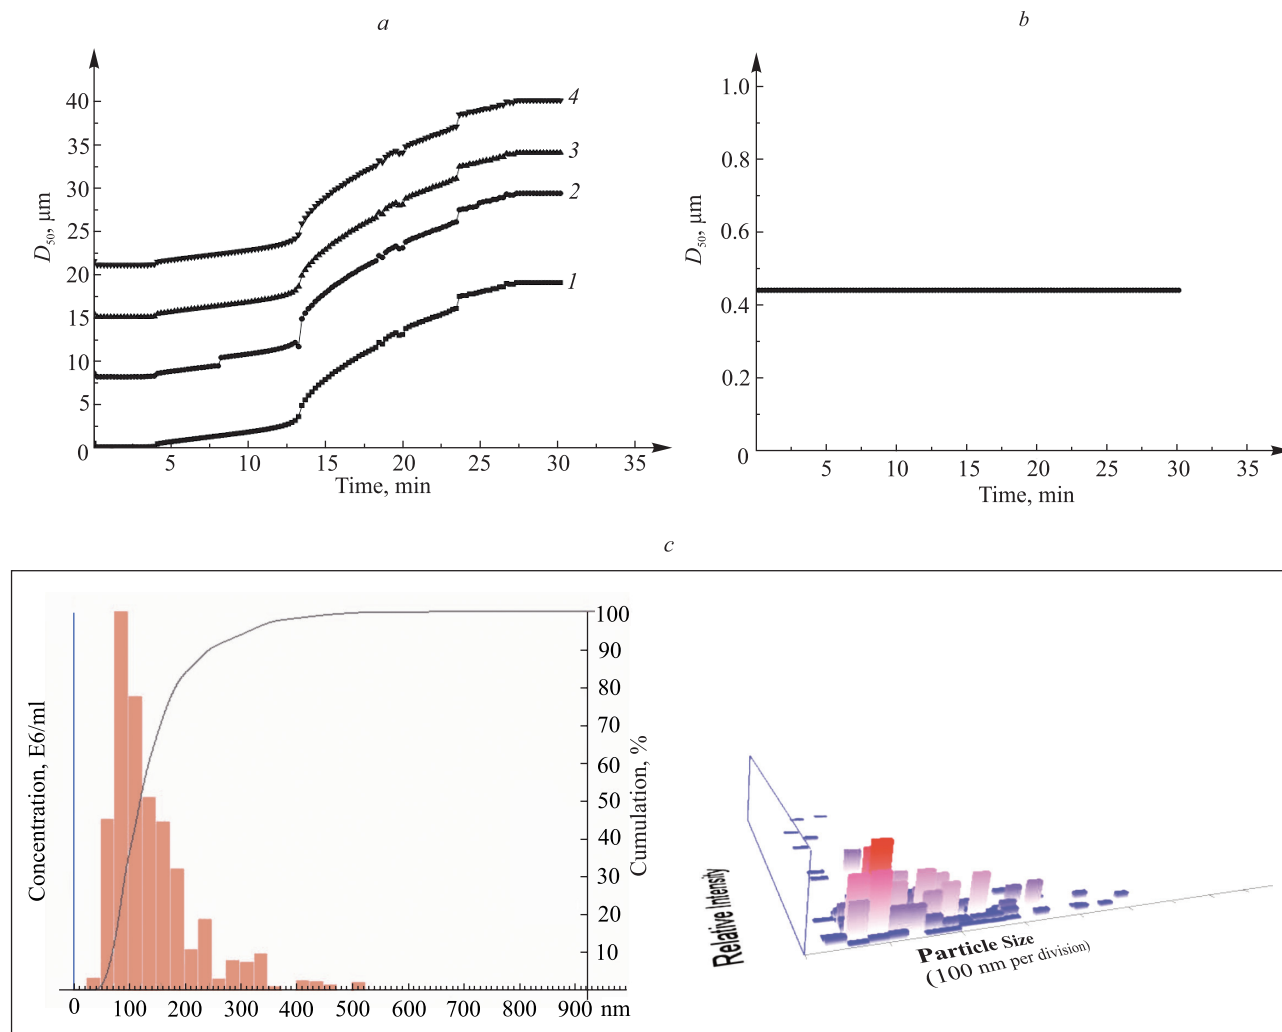 a
D50, μm
40
35
30
25
20
15
10
5
0
5 10 15 20 25 30 35
Time, min
4
3
2
1
b
D50, μm
1.0
0.8
0.6
0.4
0.2
0
5 10 15 20 25 30 35
Time, min
c
Concentration, E6/ml
100
90
80
70
60
50
40
30
20
10
Cumulation, %
0 100 200 300 400 500 600 700 800 900 nm
Relative Intensity
Particle Size
(100 nm per division)